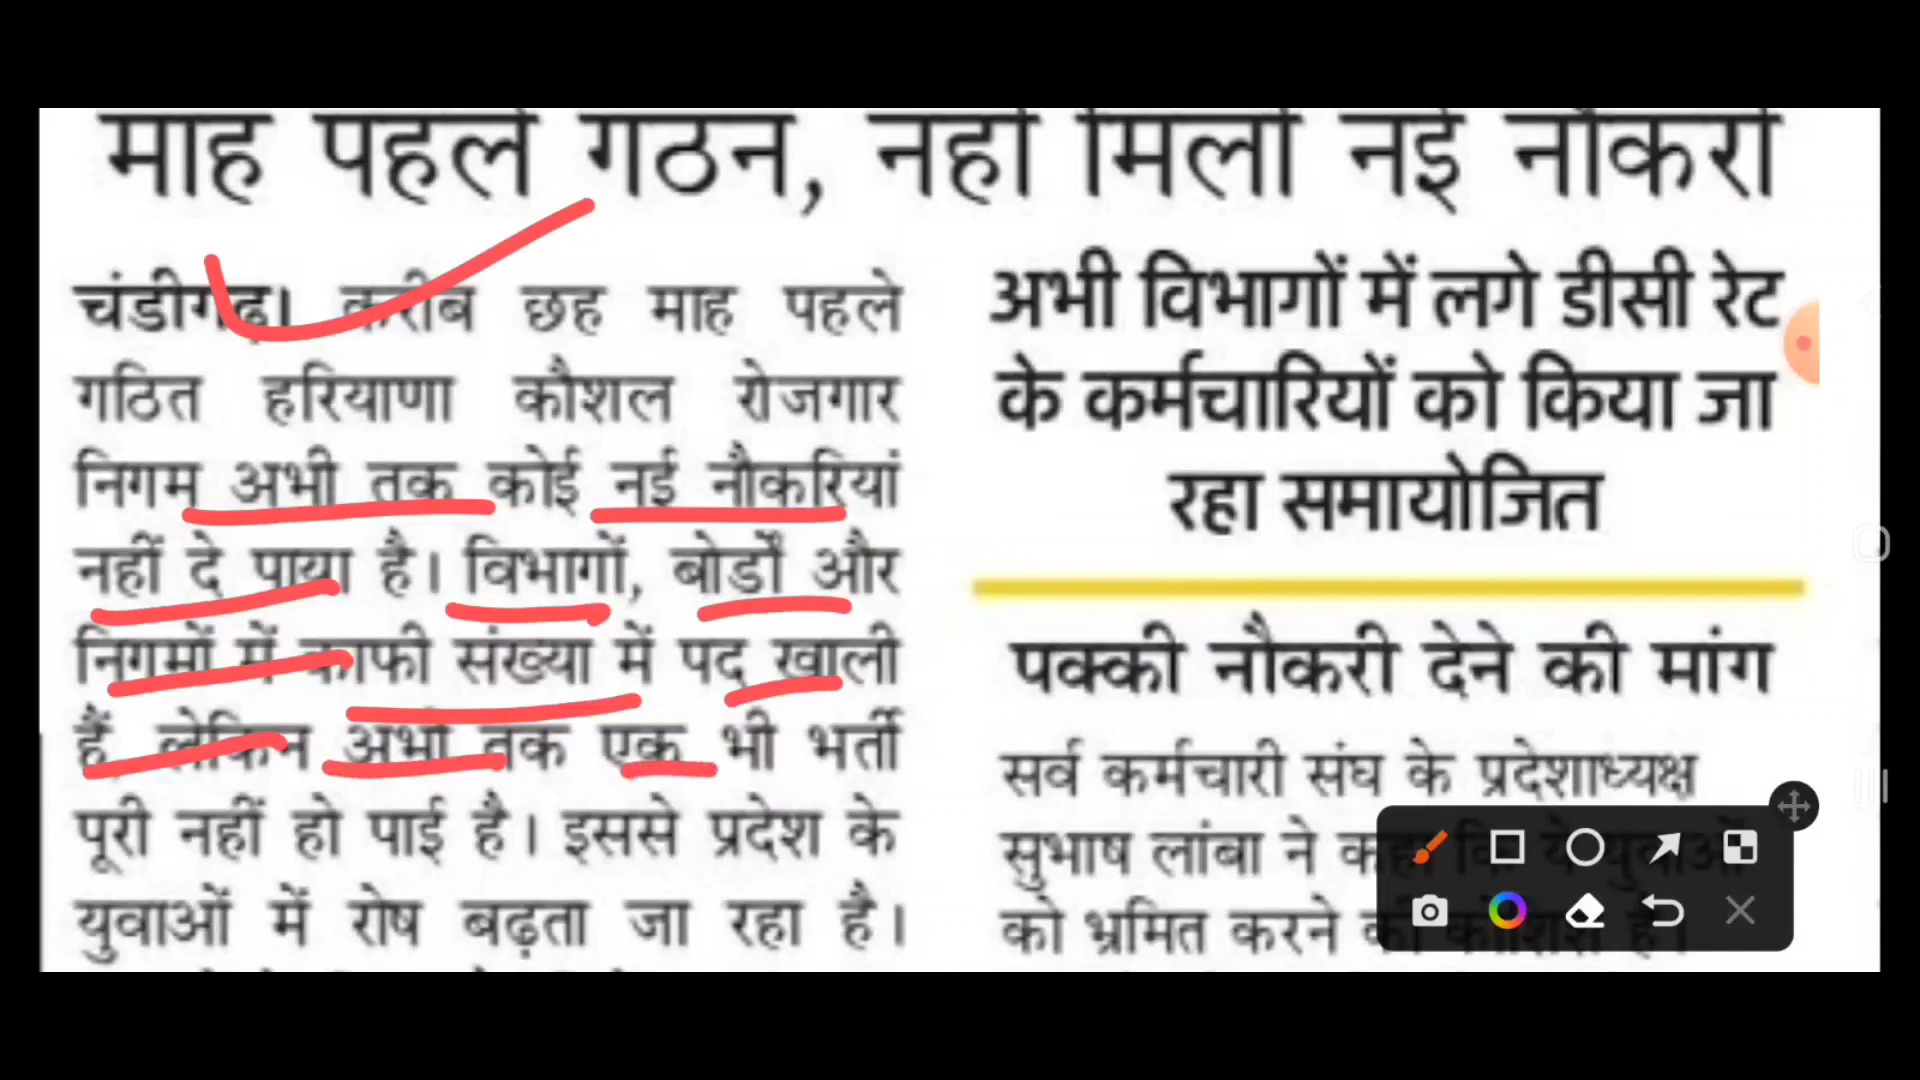 माह पहले गठन, नहीं मिली नई नौकरी
चंडीगढ़। करीब छह माह पहले
गठित हरियाणा कौशल रोजगार
निगम अभी तक कोई नई नौकरियां
नहीं दे पाया है। विभागों, बोर्डों और
निगमों में काफी संख्या में पद खाली
हैं, लेकिन अभी तक एक भी भर्ती
पूरी नहीं हो पाई है। इससे प्रदेश के
युवाओं में रोष बढ़ता जा रहा है।
अभी विभागों में लगे डीसी रेट
के कर्मचारियों को किया जा
रहा समायोजित
पक्की नौकरी देने की मांग
सर्व कर्मचारी संघ के प्रदेशाध्यक्ष
सुभाष लांबा ने कहा कि ये युवाओं
को भ्रमित करने की कोशिश है।